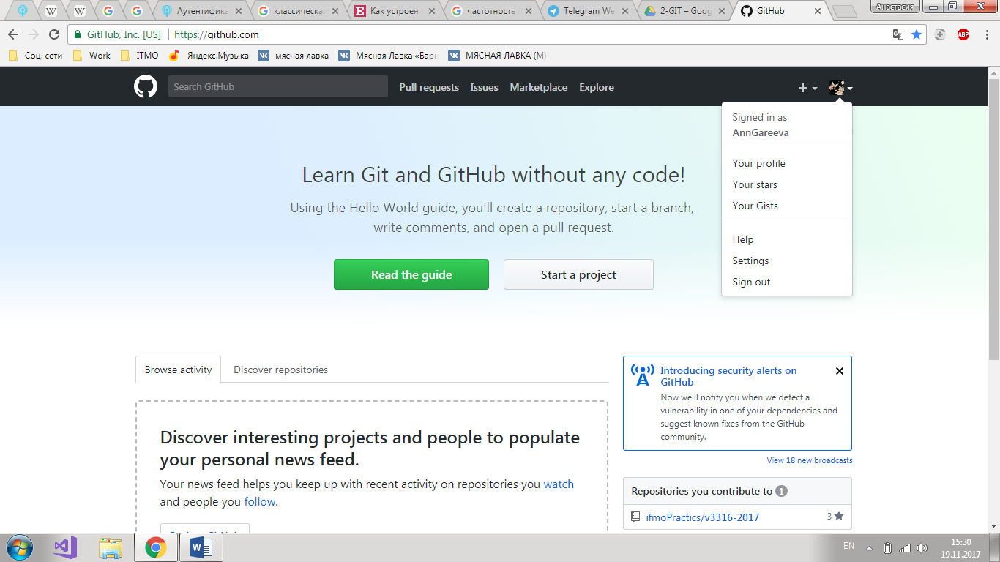 Аутентифика
классическая
Как устроен
частотность
Telegram We
2-GIT – Goog
GitHub
Анастасия
GitHub, Inc. [US]
https://github.com
ABP
Соц. сети
Work
ITMO
Яндекс.Музыка
мясная лавка
Мясная Лавка «Барн
МЯСНАЯ ЛАВКА (М)
Search GitHub
Pull requests
Issues
Marketplace
Explore
Signed in as
AnnGareeva
Your profile
Your stars
Your Gists
Help
Settings
Sign out
Learn Git and GitHub without any code!
Using the Hello World guide, you’ll create a repository, start a branch,
write comments, and open a pull request.
Read the guide
Start a project
Browse activity
Discover repositories
Discover interesting projects and people to populate
your personal news feed.
Your news feed helps you keep up with recent activity on repositories you watch
and people you follow.
Introducing security alerts on
GitHub
Now we'll notify you when we detect a
vulnerability in one of your dependencies and
suggest known fixes from the GitHub
community.
View 18 new broadcasts
Repositories you contribute to 1
ifmoPractics/v3316-2017
3
EN
15:30
19.11.2017